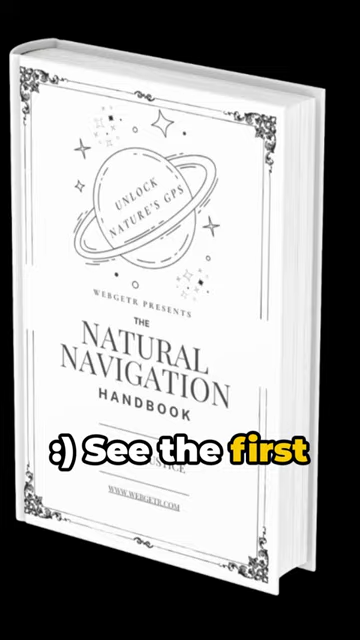 UNLOCK
NATURE'S GPS
WEBGETR PRESENTS
THE
NATURAL
NAVIGATION
HANDBOOK
:) See the first
WWW.WEBGETR.COM